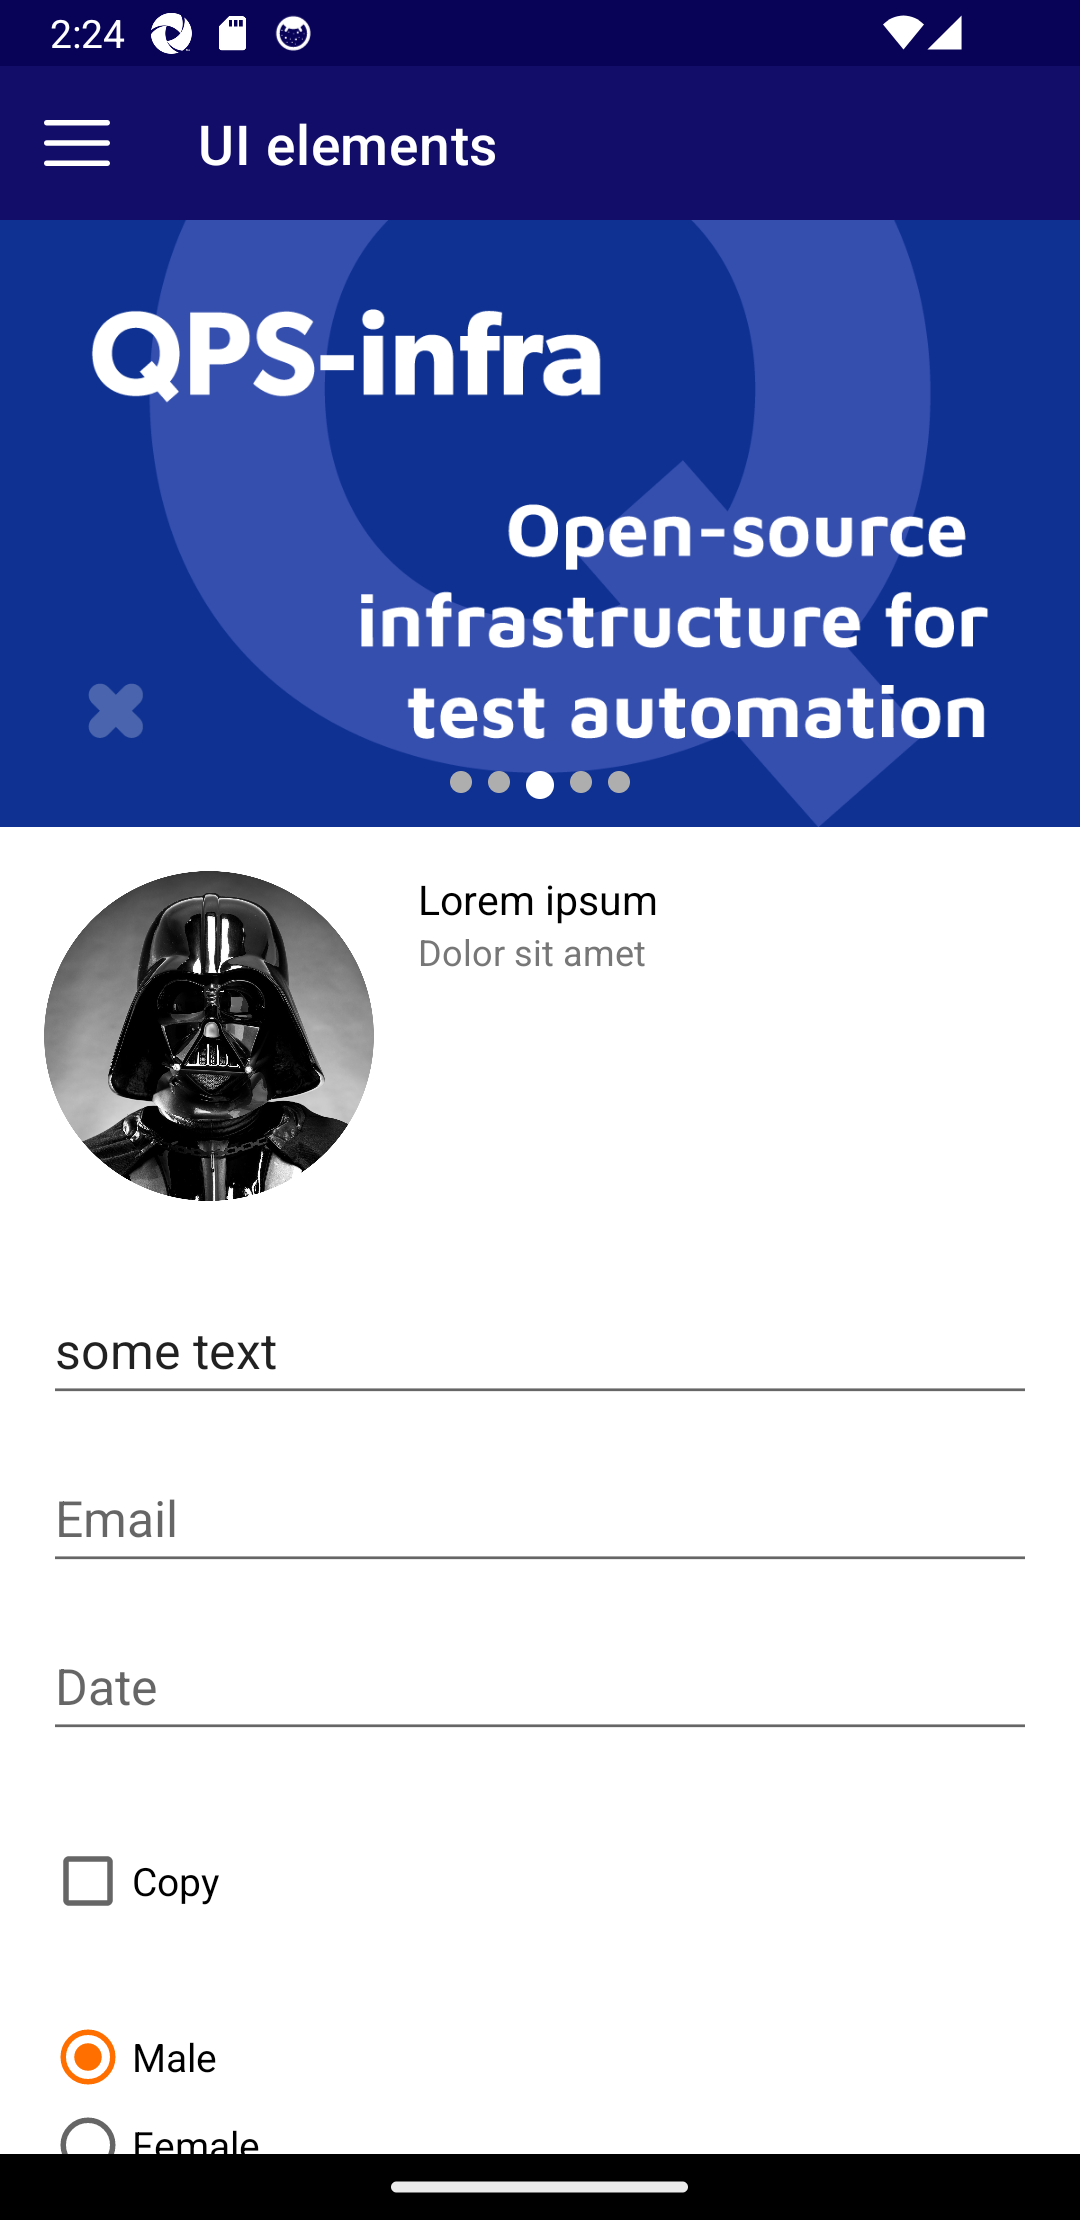 2:24
UI elements
QPS-infra
Open-source
infrastructure for
test automation
Lorem ipsum
Dolor sit amet
some text
Email
Date
Copy
Male
Female